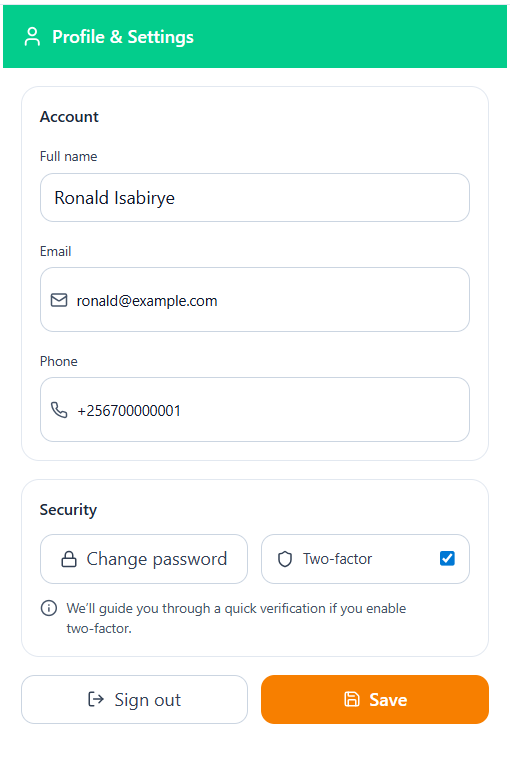 Profile & Settings
Account
Full name
Ronald Isabirye
Email
ronald@example.com
Phone
+256700000001
Security
Change password
Two-factor
We’ll guide you through a quick verification if you enable
two-factor.
Sign out
Save